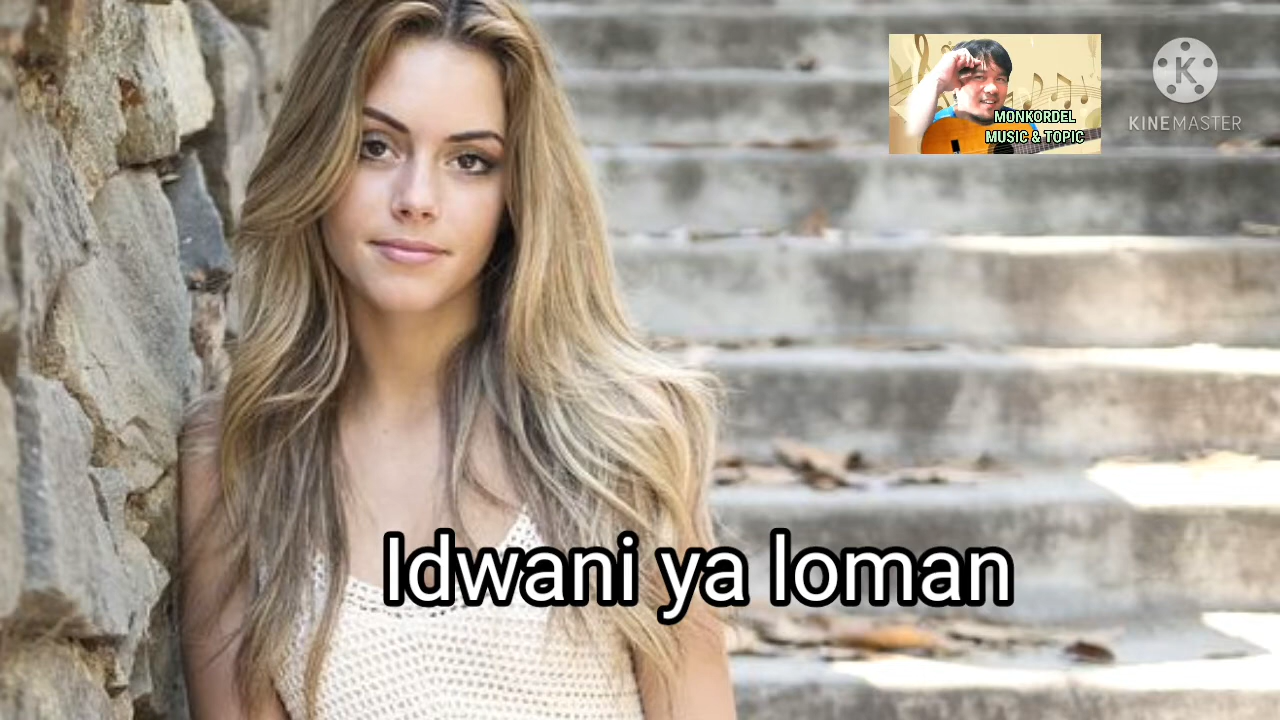 MONKORDEL
MUSIC & TOPIC
K
KINEMASTER
Idwani ya loman